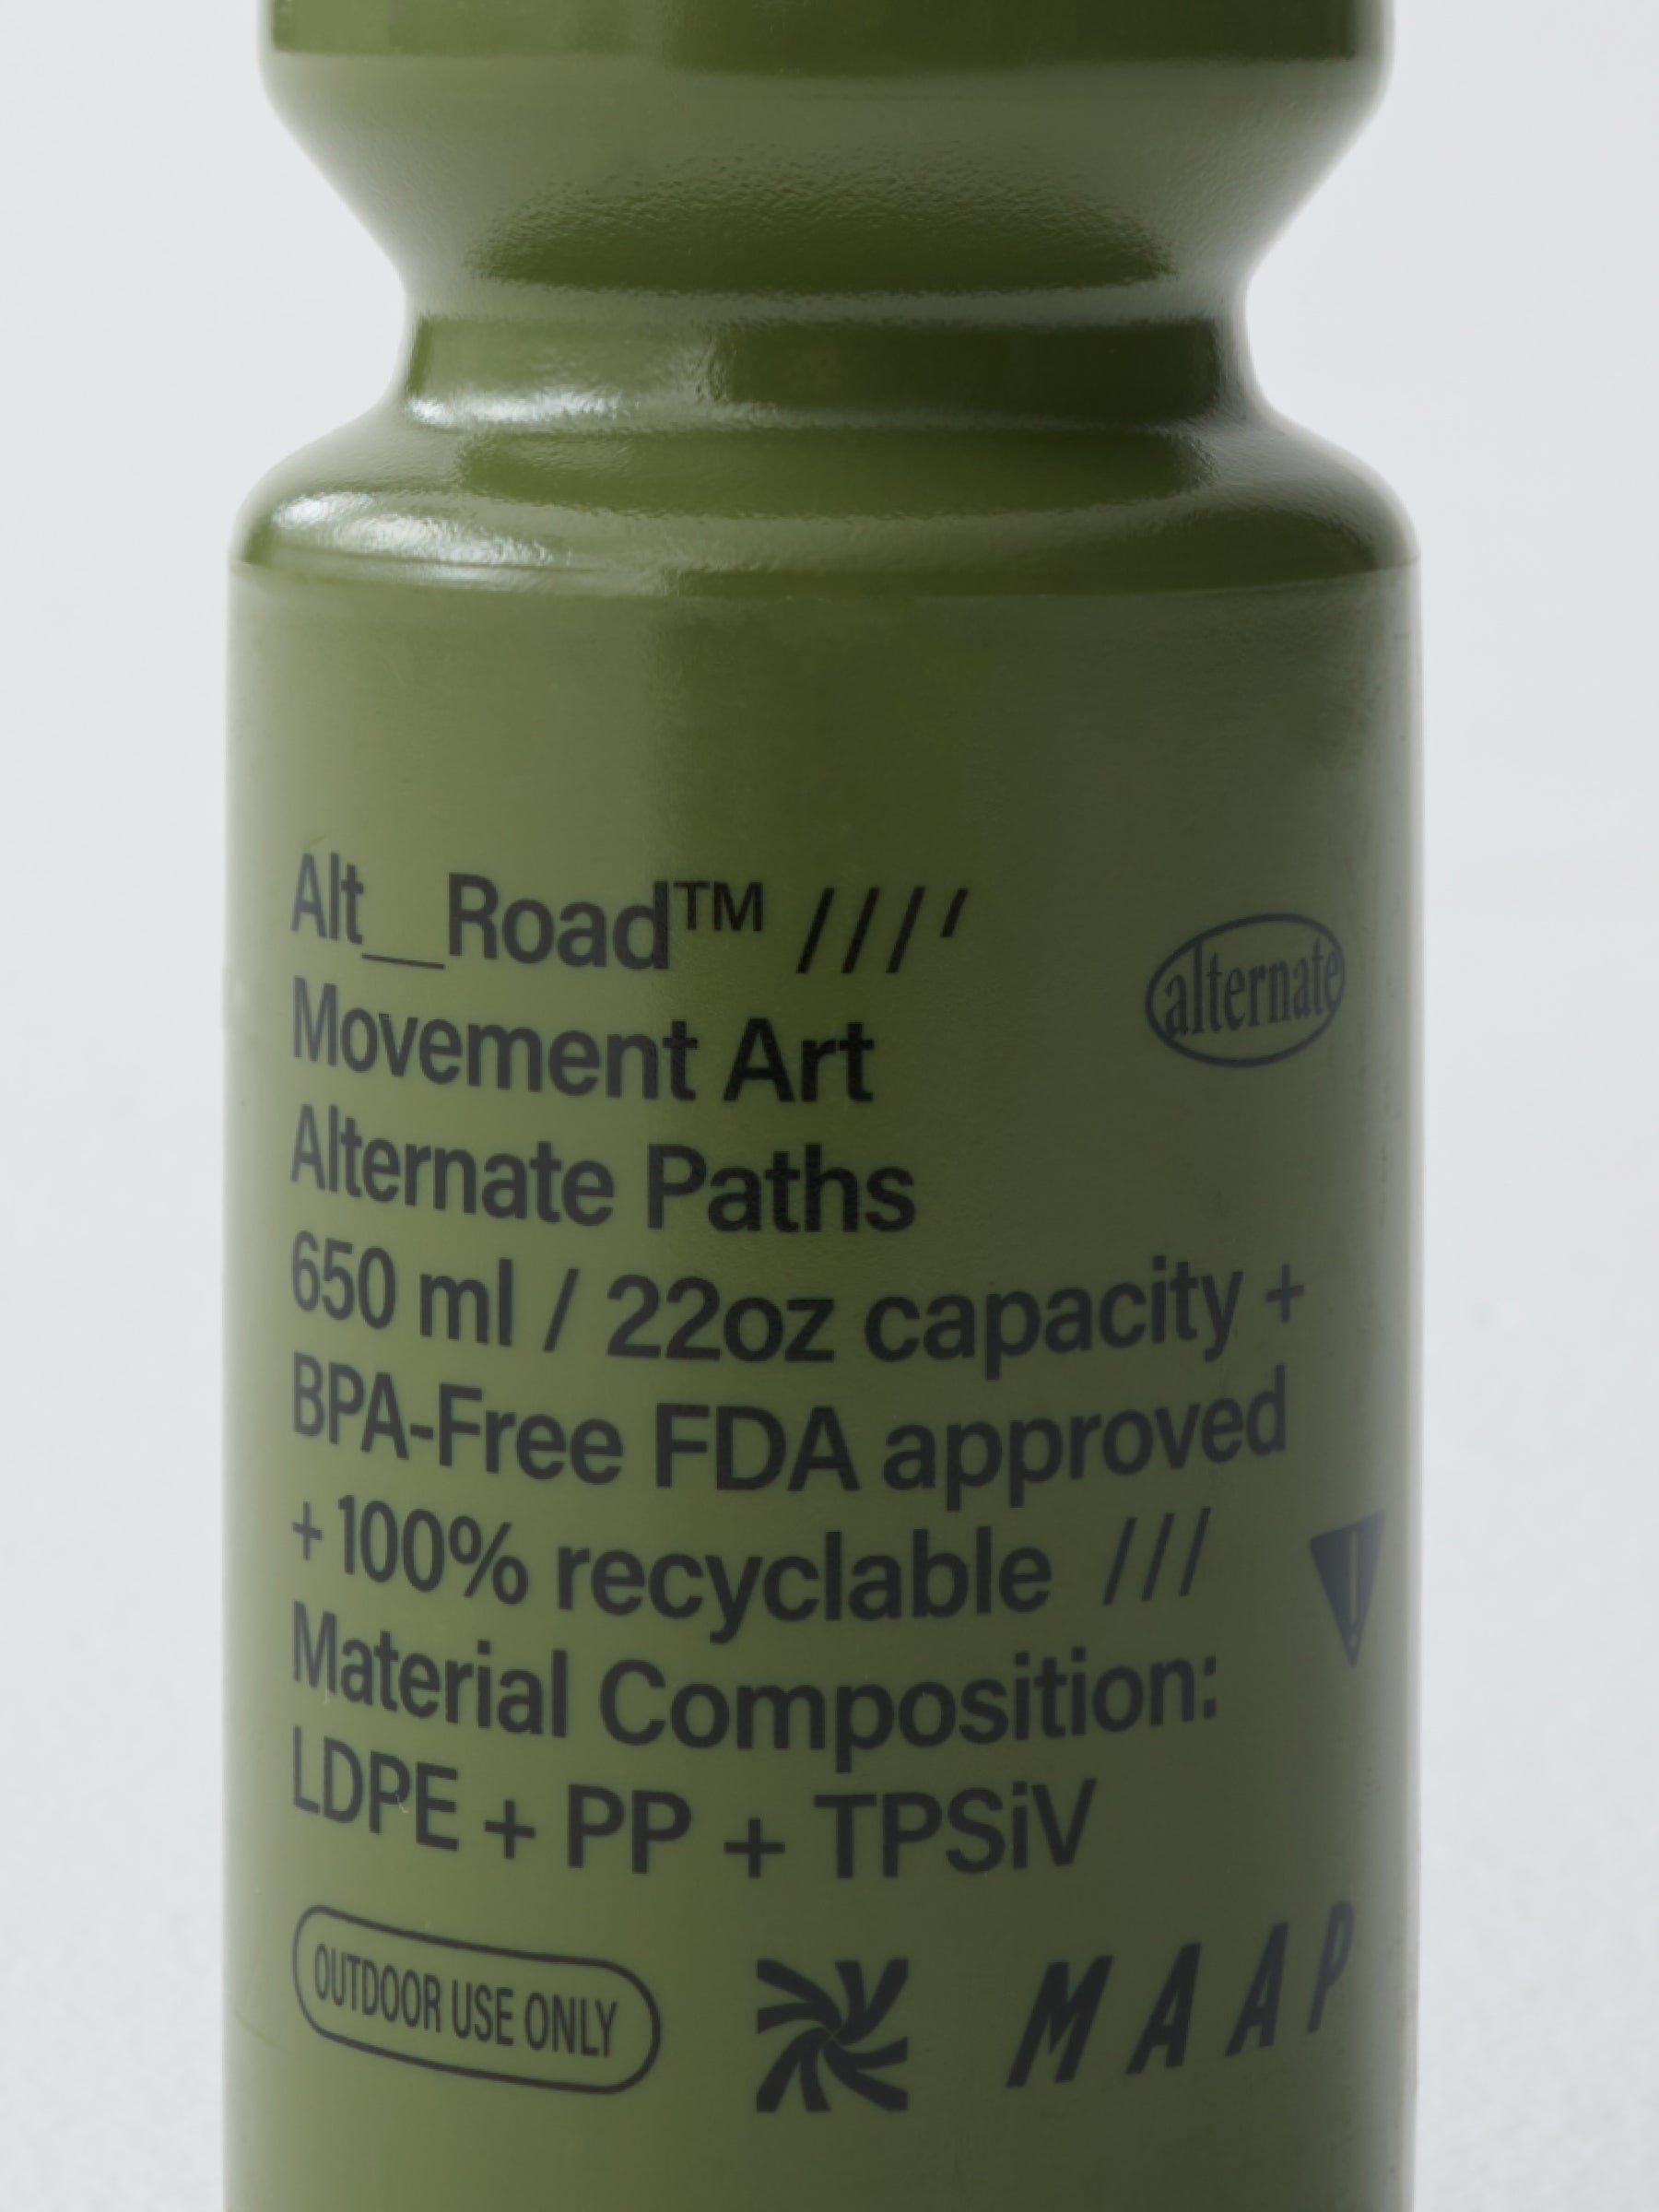 Alt__Road™ ////
alternate
Movement Art
Alternate Paths
650 ml / 22oz capacity +
BPA-Free FDA approved
+ 100% recyclable ///
Material Composition:
LDPE + PP + TPSiV
OUTDOOR USE ONLY
MAAP